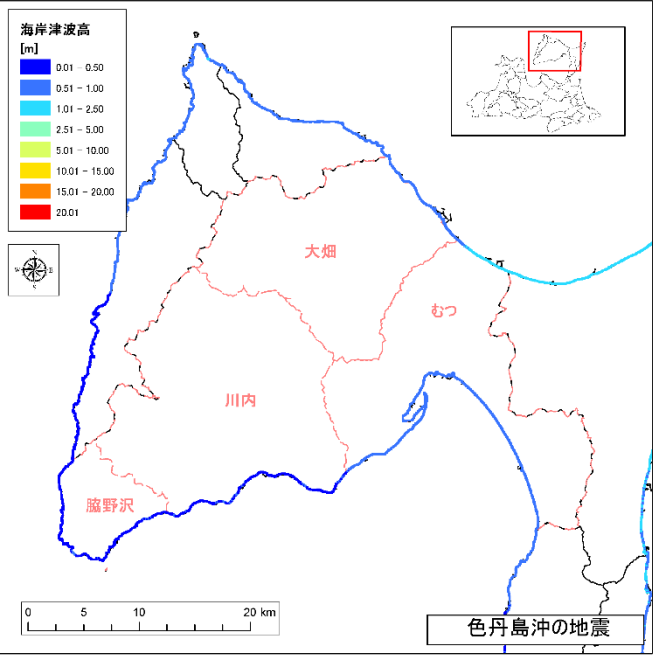 海岸津波高
[m]
0.01 - 0.50
0.51 - 1.00
1.01 - 2.50
2.51 - 5.00
5.01 - 10.00
10.01 - 15.00
15.01 - 20.00
20.01
N
W E
S
大畑
むつ
川内
脇野沢
0 5 10 20 km
色丹島沖の地震